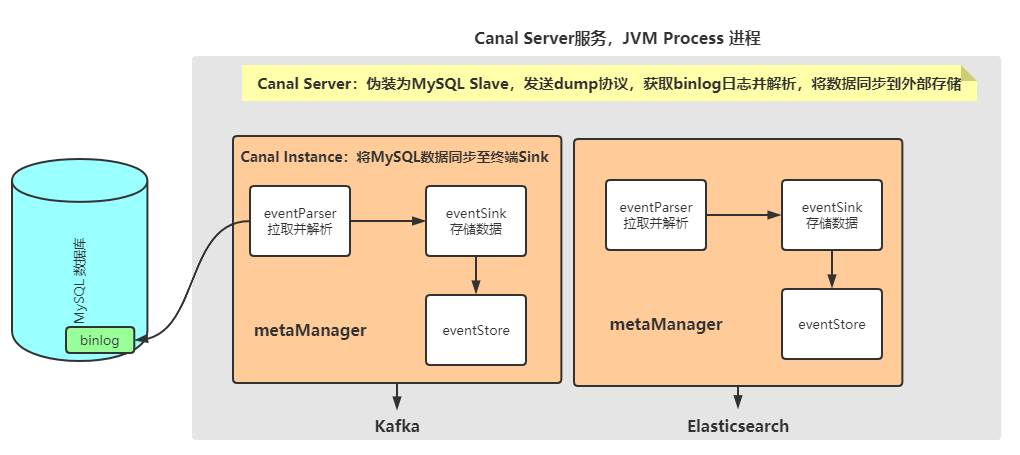 Canal Server服务，JVM Process 进程
Canal Server：伪装为MySQL Slave，发送dump协议，获取binlog日志并解析，将数据同步到外部存储
MySQL 数据库
binlog
Canal Instance：将MySQL数据同步至终端Sink
eventParser
拉取并解析
eventSink
存储数据
metaManager
eventStore
Kafka
eventParser
拉取并解析
eventSink
存储数据
metaManager
eventStore
Elasticsearch